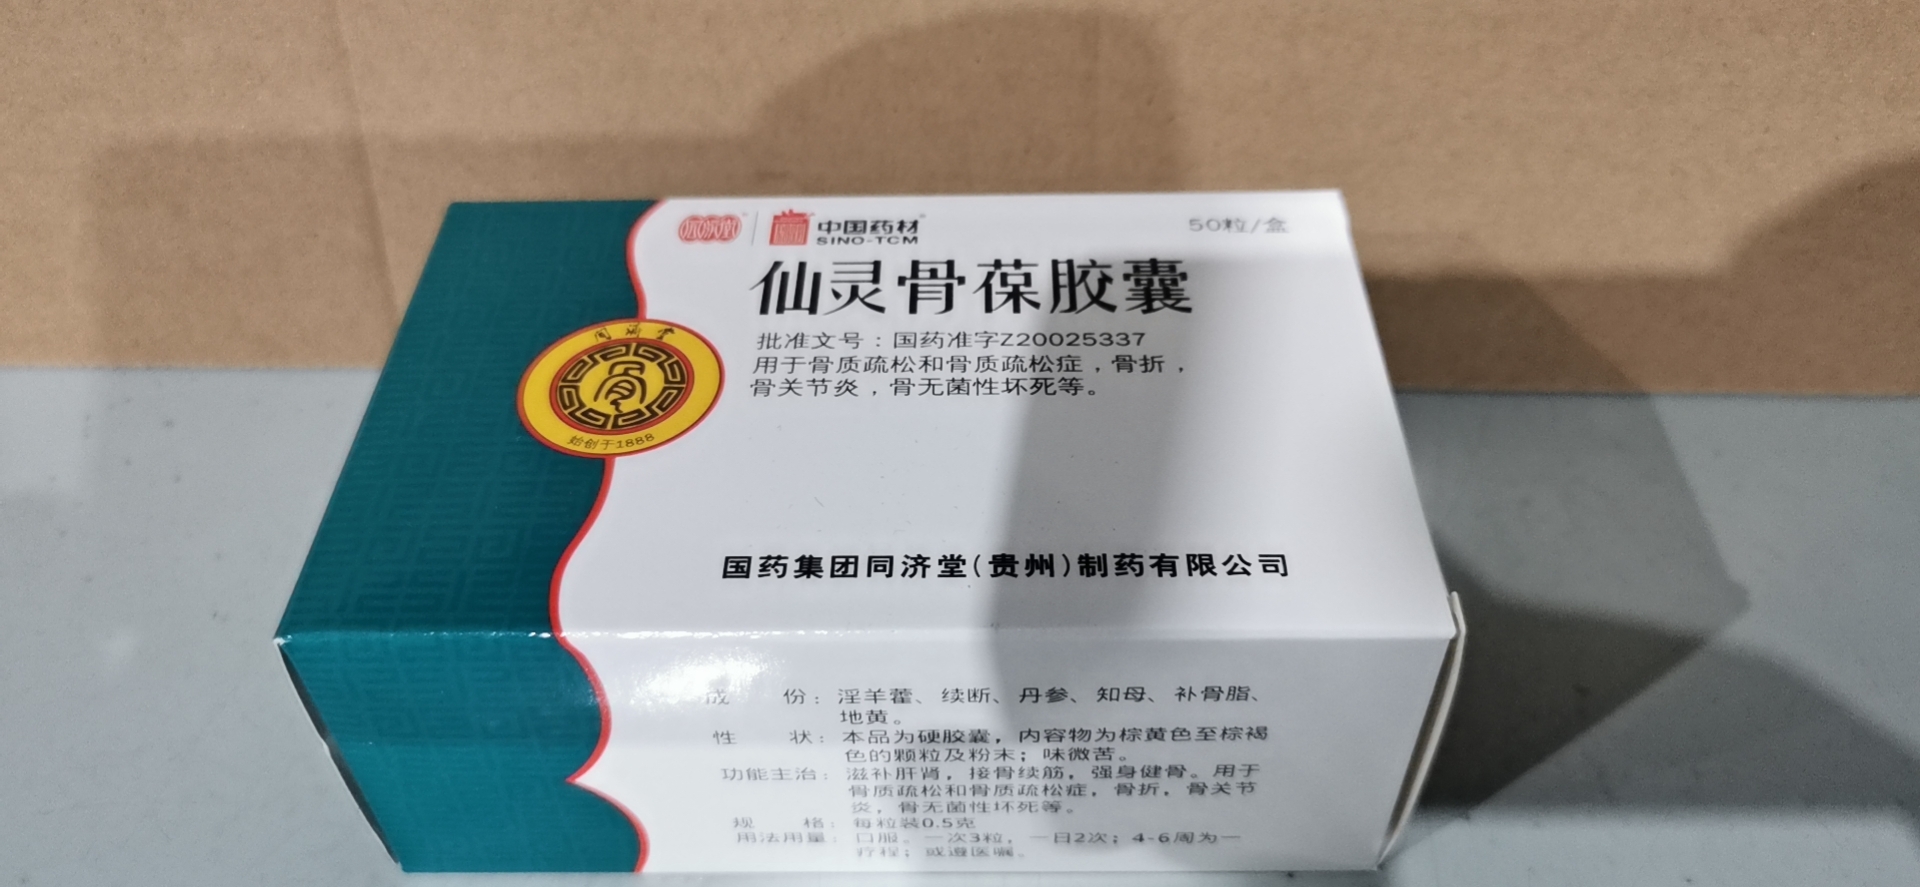 同济堂
中国药材
SINO-TCM
50粒/盒
仙灵骨葆胶囊
批准文号：国药准字Z20025337
用于骨质疏松和骨质疏松症，骨折，
骨关节炎，骨无菌性坏死等。
同济堂
始创于1888
国药集团同济堂(贵州)制药有限公司
成 份：淫羊藿、续断、丹参、知母、补骨脂、
地黄。
性 状：本品为硬胶囊，内容物为棕黄色至棕褐
色的颗粒及粉末；味微苦。
功能主治：滋补肝肾，接骨续筋，强身健骨。用于
骨质疏松和骨质疏松症，骨折，骨关节
炎，骨无菌性坏死等。
规 格：每粒装0.5克
用法用量：口服。一次3粒，一日2次；4-6周为一
疗程；或遵医嘱。